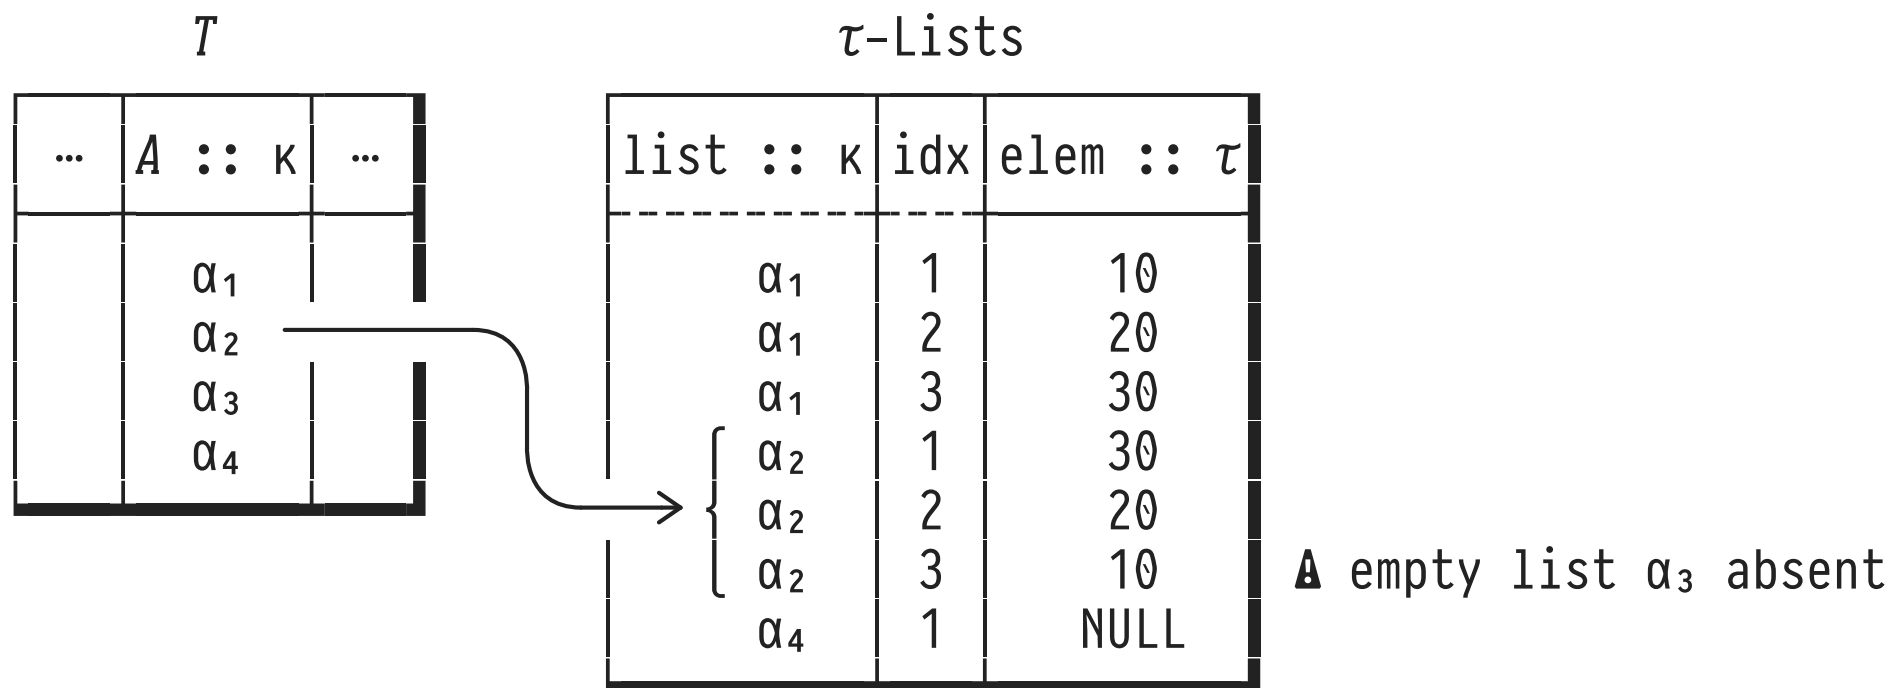 T
τ-Lists
… A :: κ …
list :: κ idx elem :: τ
α₁
α₂
α₃
α₄
α₁ 1 10
α₁ 2 20
α₁ 3 30
α₂ 1 30
α₂ 2 20
α₂ 3 10
α₄ 1 NULL
⚠ empty list α₃ absent